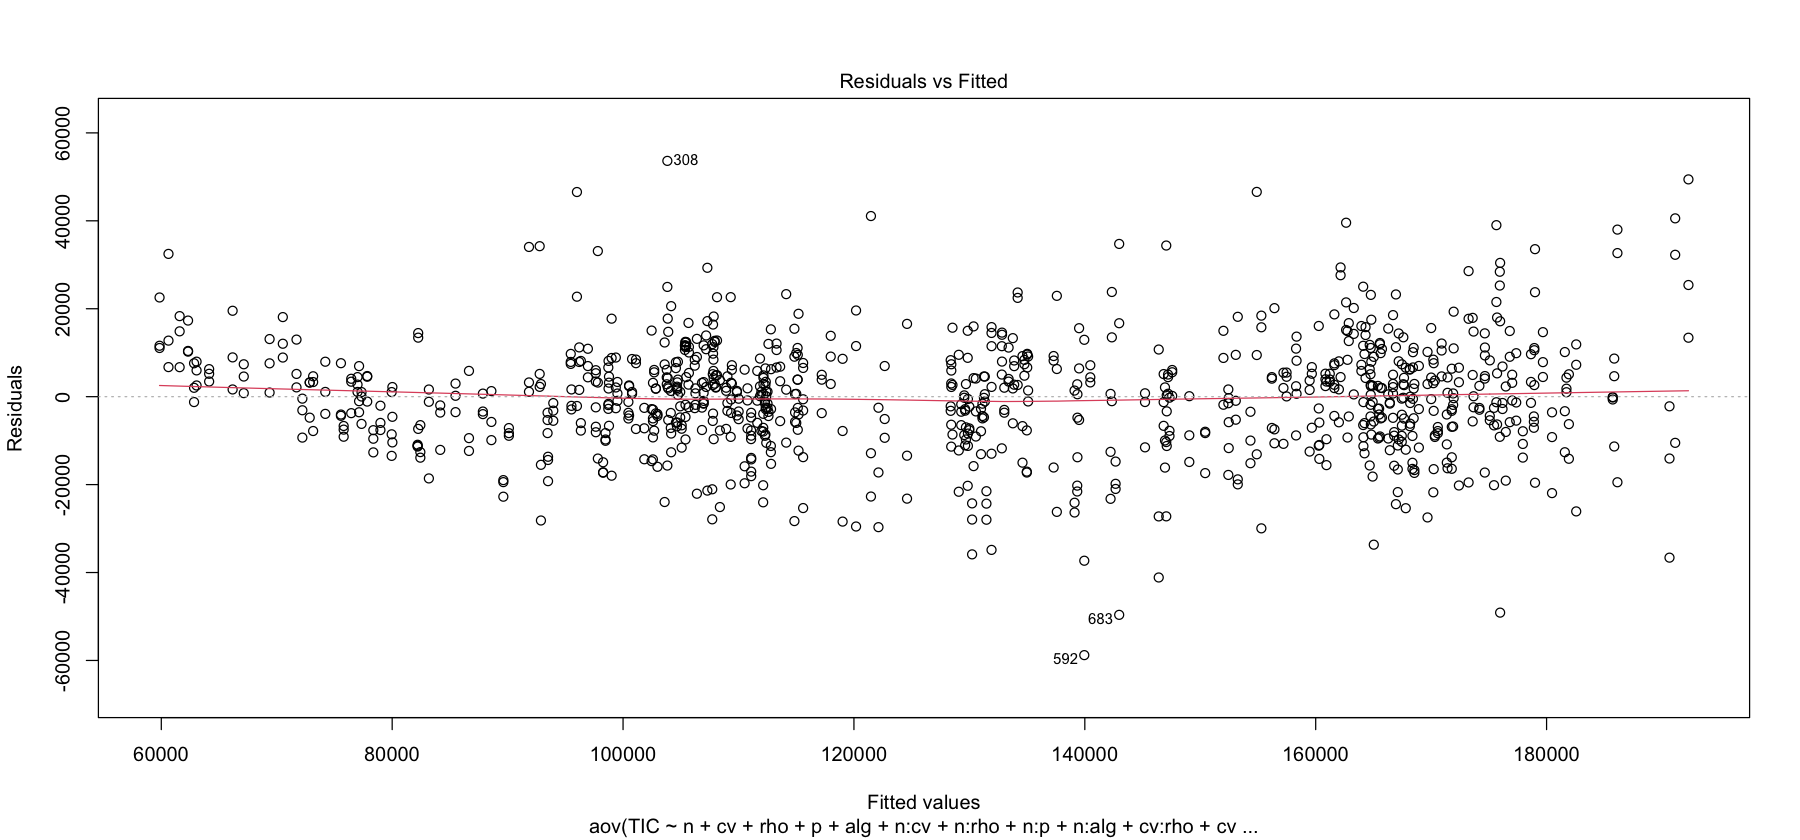 Residuals vs Fitted
Residuals
60000
40000
20000
0
-20000
-40000
-60000
308
683
592
60000 80000 100000 120000 140000 160000 180000
Fitted values
aov(TIC ~ n + cv + rho + p + alg + n:cv + n:rho + n:p + n:alg + cv:rho + cv ...